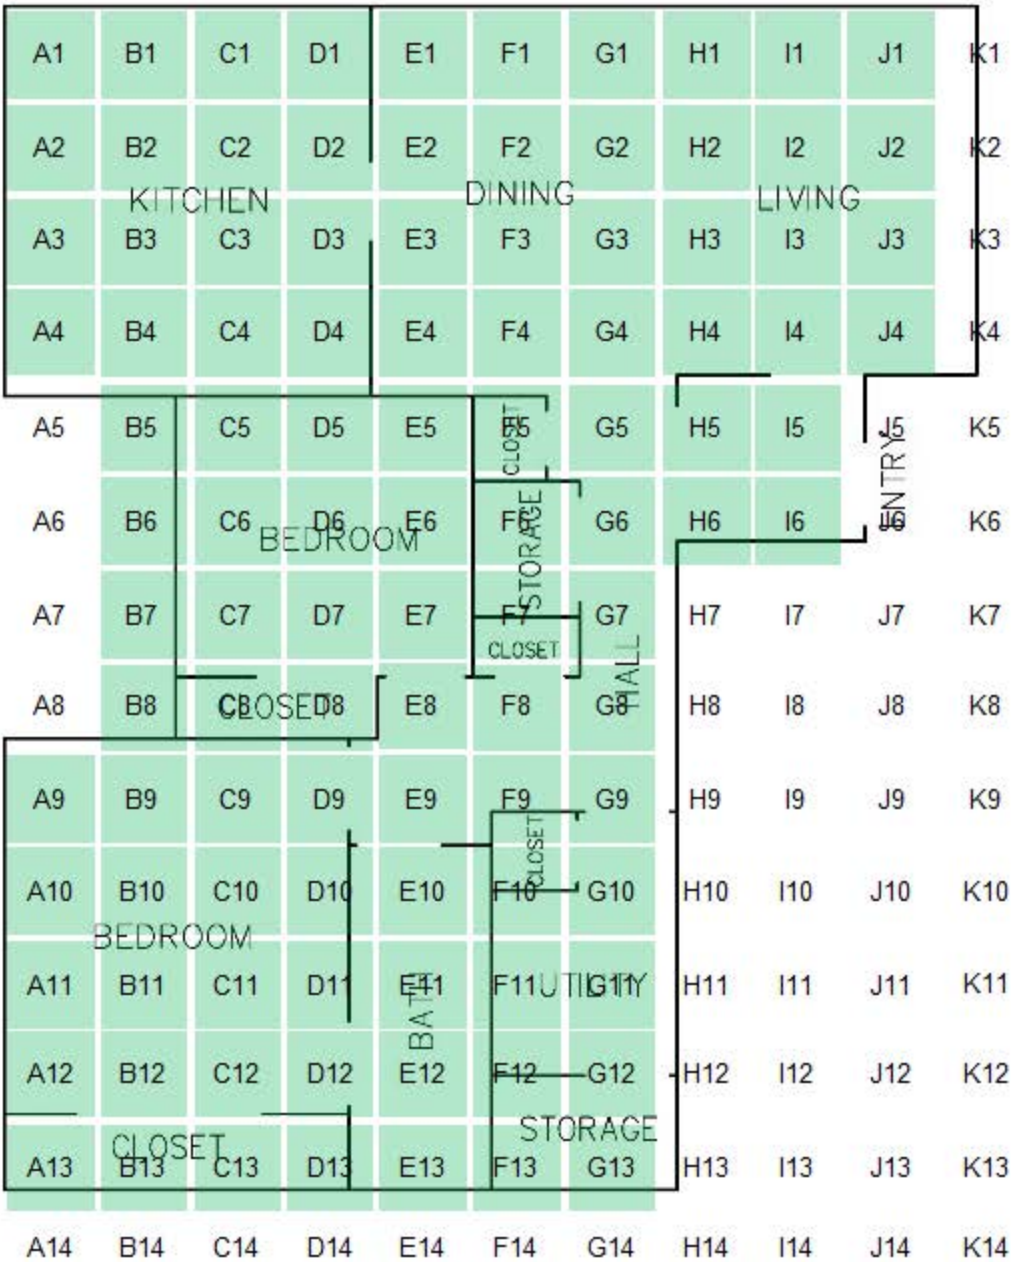 A1 B1 C1 D1 E1 F1 G1 H1 I1 J1 K1
A2 B2 C2 D2 E2 F2 G2 H2 I2 J2 K2
KITCHEN DINING LIVING
A3 B3 C3 D3 E3 F3 G3 H3 I3 J3 K3
A4 B4 C4 D4 E4 F4 G4 H4 I4 J4 K4
A5 B5 C5 D5 E5 F5 G5 H5 I5 J5 K5
CLOSET
ENTRY
A6 B6 C6 D6 E6 F6 G6 H6 I6 J6 K6
BEDROOM
STORAGE
A7 B7 C7 D7 E7 F7 G7 H7 I7 J7 K7
CLOSET
HALL
A8 B8 C8 D8 E8 F8 G8 H8 I8 J8 K8
CLOSET
A9 B9 C9 D9 E9 F9 G9 H9 I9 J9 K9
CLOSET
A10 B10 C10 D10 E10 F10 G10 H10 I10 J10 K10
BEDROOM
A11 B11 C11 D11 E11 F11 G11 H11 I11 J11 K11
UTILITY
BATH
A12 B12 C12 D12 E12 F12 G12 H12 I12 J12 K12
STORAGE
CLOSET
A13 B13 C13 D13 E13 F13 G13 H13 I13 J13 K13
A14 B14 C14 D14 E14 F14 G14 H14 I14 J14 K14